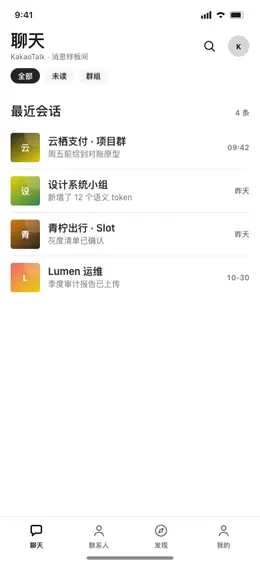 9:41
聊天
KakaoTalk · 消息样板间
K
全部 未读 群组
最近会话 4 条
云
云栖支付 · 项目群
周五前给到对账原型
09:42
设
设计系统小组
新增了 12 个语义 token
昨天
青
青柠出行 · Slot
灰度清单已确认
昨天
L
Lumen 运维
季度审计报告已上传
10-30
聊天 联系人 发现 我的